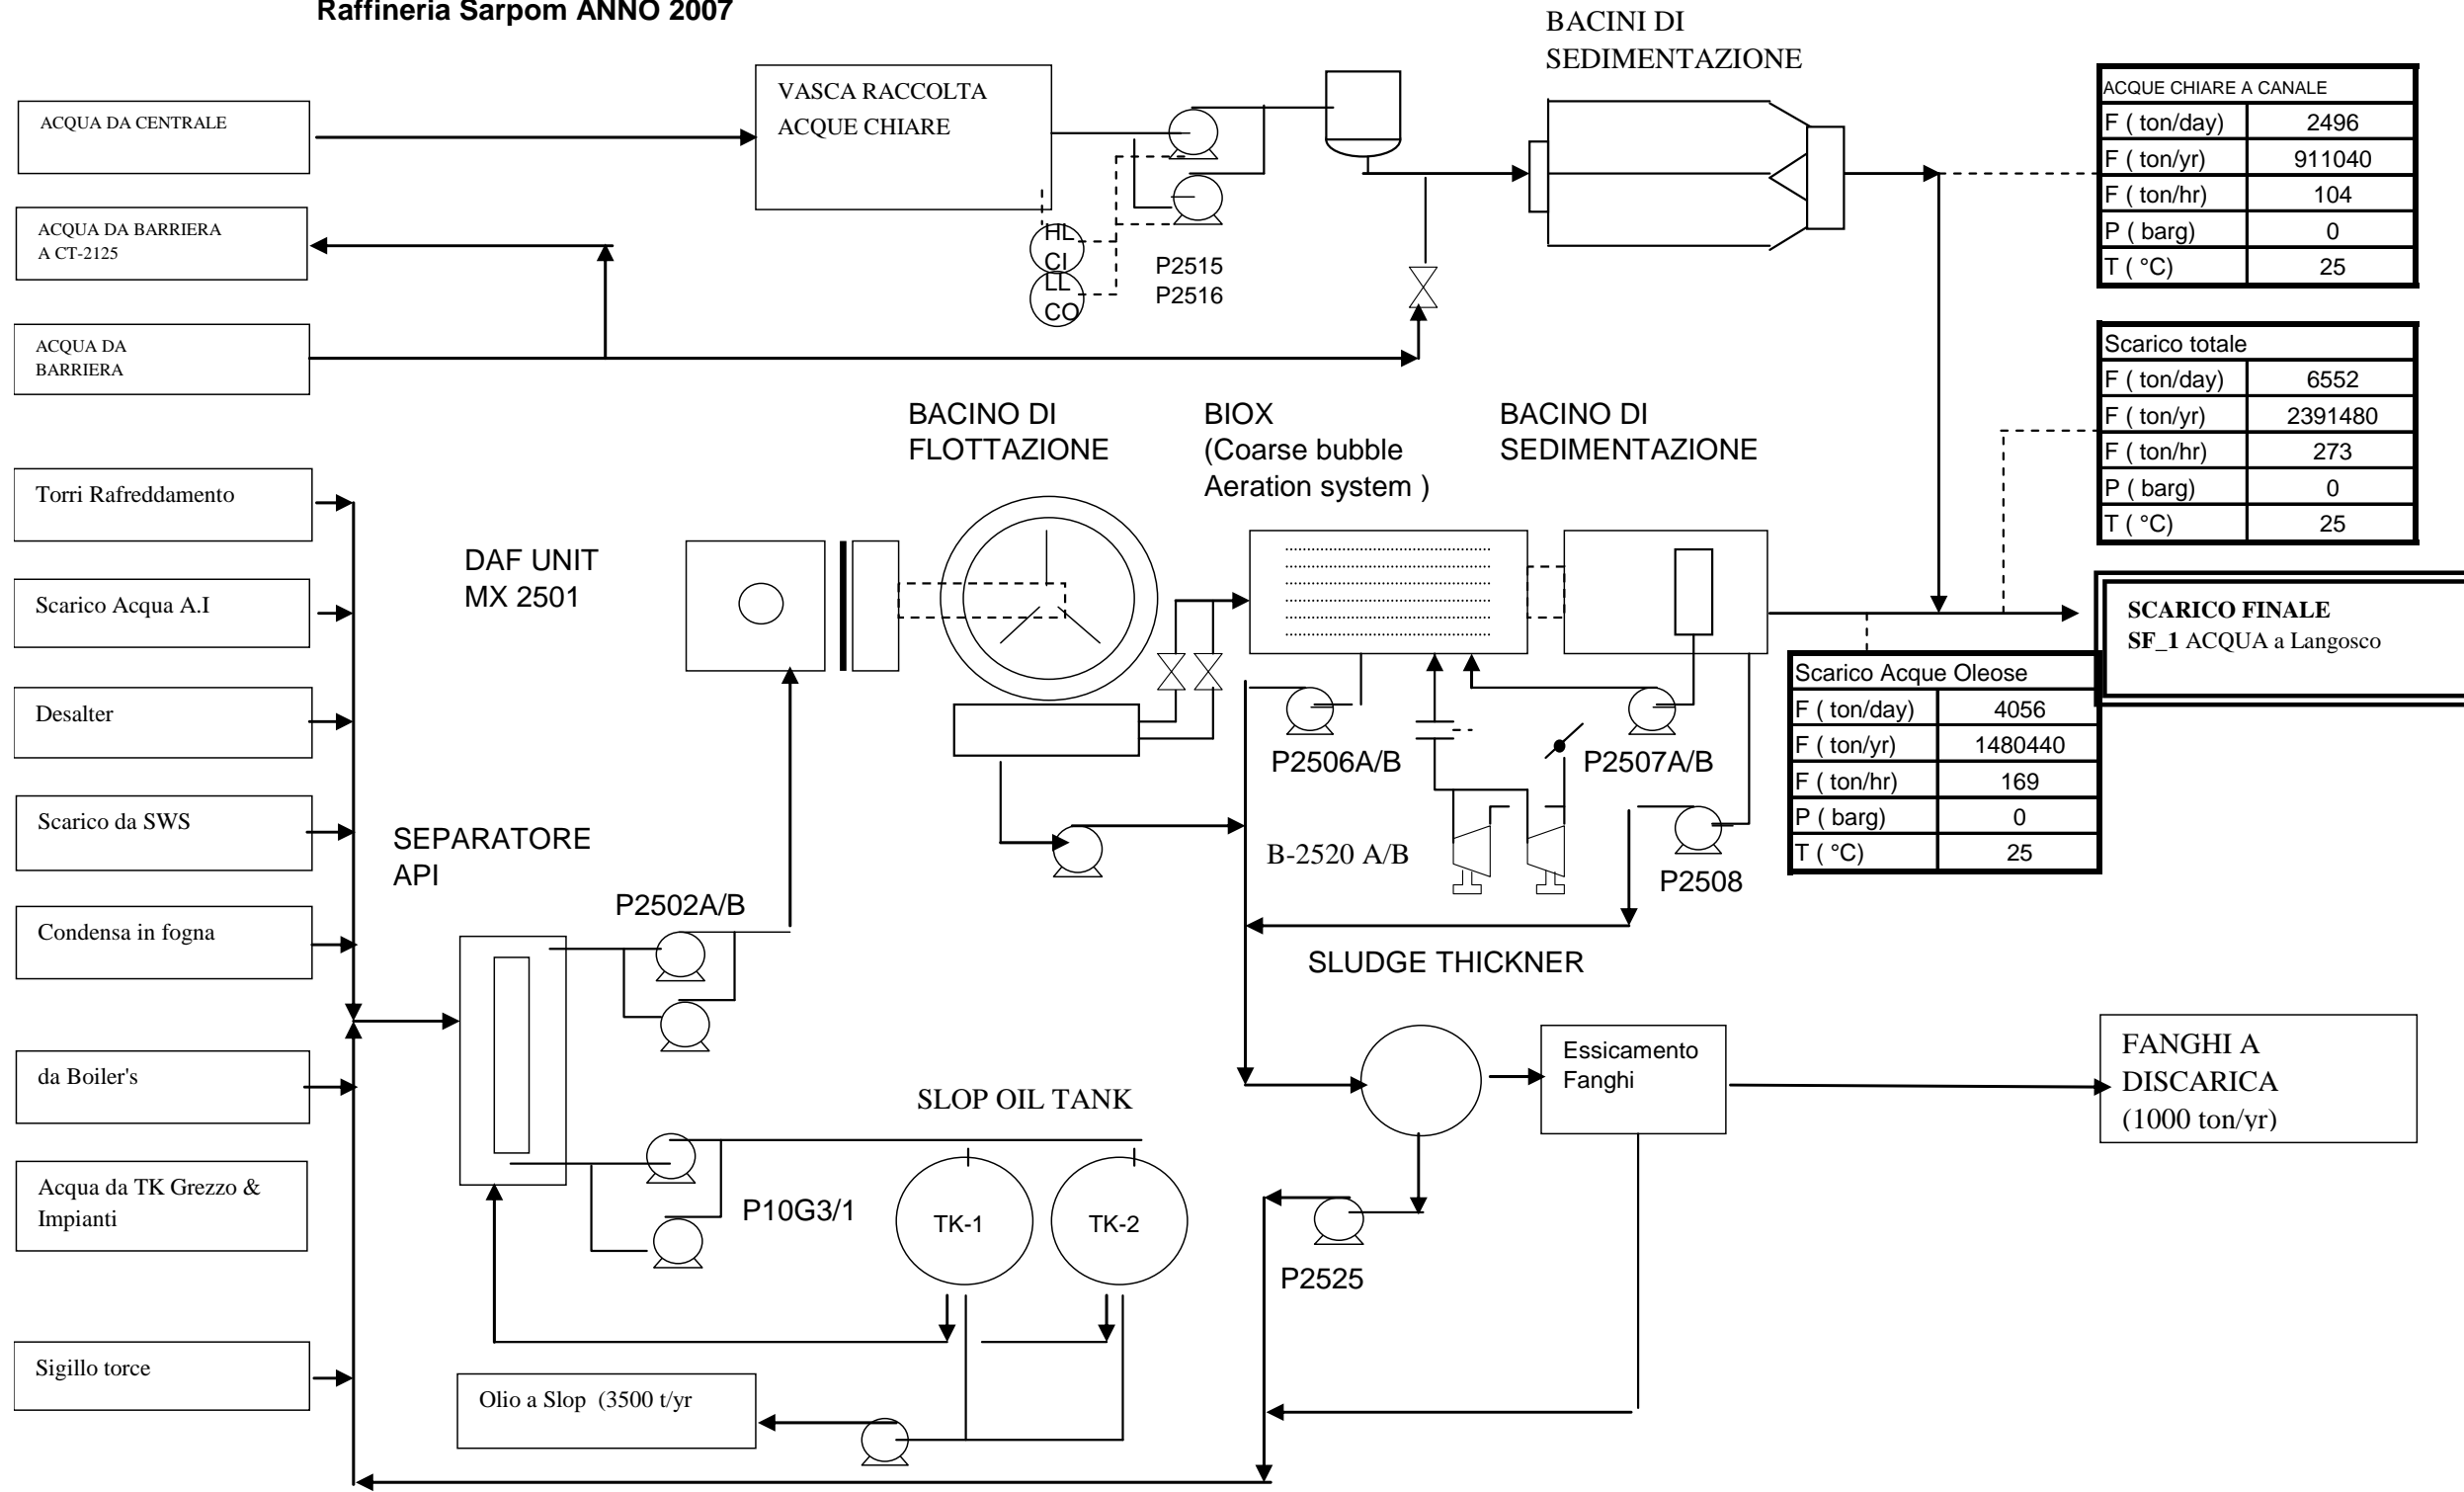 Raffineria Sarpom ANNO 2007
BACINI DI
SEDIMENTAZIONE
ACQUA DA CENTRALE
VASCA RACCOLTA
ACQUE CHIARE
ACQUE CHIARE A CANALE
F ( ton/day) 2496
F ( ton/yr) 911040
F ( ton/hr) 104
P ( barg) 0
T ( °C) 25
ACQUA DA BARRIERA
A CT-2125
HL
CI
LL
CO
P2515
P2516
ACQUA DA
BARRIERA
Scarico totale
F ( ton/day) 6552
F ( ton/yr) 2391480
F ( ton/hr) 273
P ( barg) 0
T ( °C) 25
BACINO DI
FLOTTAZIONE
BIOX
(Coarse bubble
Aeration system )
BACINO DI
SEDIMENTAZIONE
Torri Rafreddamento
DAF UNIT
MX 2501
Scarico Acqua A.I
SCARICO FINALE
SF_1 ACQUA a Langosco
Scarico Acque Oleose
F ( ton/day) 4056
F ( ton/yr) 1480440
F ( ton/hr) 169
P ( barg) 0
T ( °C) 25
Desalter
P2506A/B
P2507A/B
Scarico da SWS
SEPARATORE
API
B-2520 A/B
P2508
P2502A/B
Condensa in fogna
SLUDGE THICKNER
da Boiler's
Essicamento
Fanghi
FANGHI A
DISCARICA
(1000 ton/yr)
SLOP OIL TANK
Acqua da TK Grezzo &
Impianti
P10G3/1
TK-1
TK-2
P2525
Sigillo torce
Olio a Slop (3500 t/yr